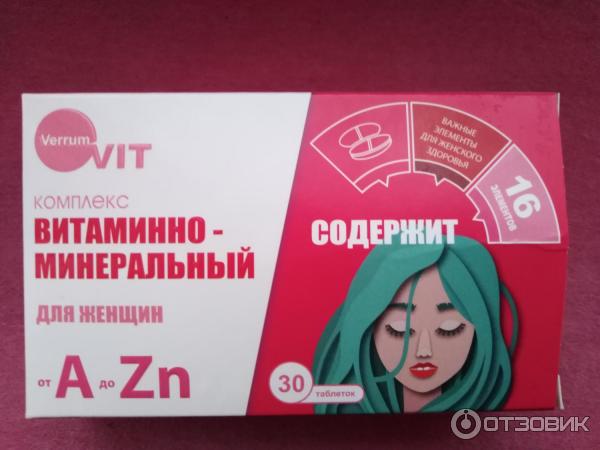 Verrum
VIT
КОМПЛЕКС
ВИТАМИННО -
МИНЕРАЛЬНЫЙ
ДЛЯ ЖЕНЩИН
от А до Zn
ВАЖНЫЕ
ЭЛЕМЕНТЫ
ДЛЯ ЖЕНСКОГО
ЗДОРОВЬЯ
16
ЭЛЕМЕНТОВ
СОДЕРЖИТ
30 таблеток
ОТЗОВИК